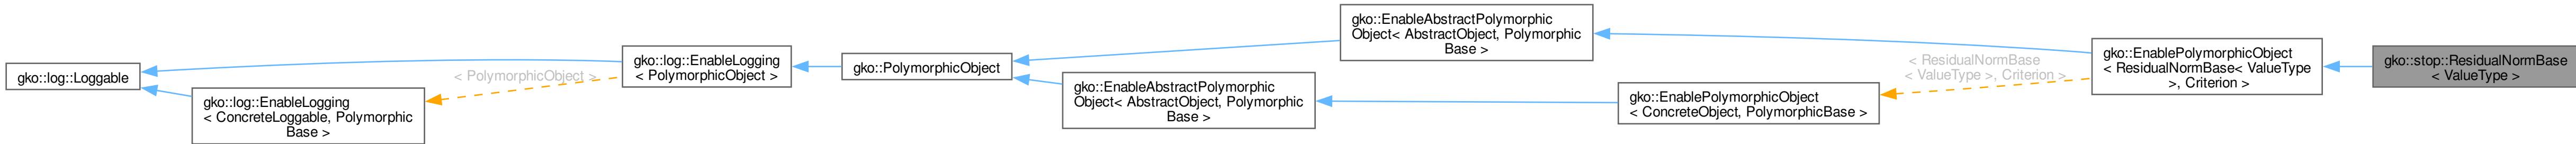 gko::log::Loggable
gko::log::EnableLogging
< ConcreteLoggable, Polymorphic
Base >
< PolymorphicObject >
gko::log::EnableLogging
< PolymorphicObject >
gko::PolymorphicObject
gko::EnableAbstractPolymorphic
Object< AbstractObject, Polymorphic
Base >
gko::EnableAbstractPolymorphic
Object< AbstractObject, Polymorphic
Base >
gko::EnablePolymorphicObject
< ConcreteObject, PolymorphicBase >
< ResidualNormBase
< ValueType >, Criterion >
gko::EnablePolymorphicObject
< ResidualNormBase< ValueType
>, Criterion >
gko::stop::ResidualNormBase
< ValueType >